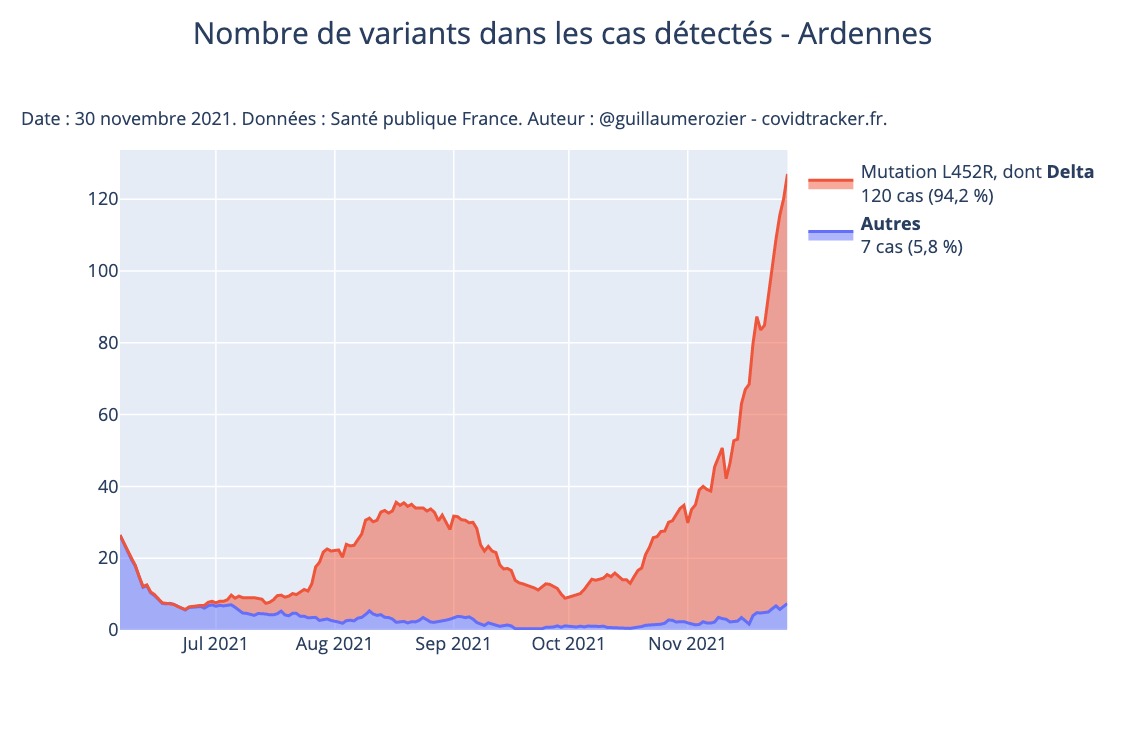 Nombre de variants dans les cas détectés - Ardennes
Date : 30 novembre 2021. Données : Santé publique France. Auteur : @guillaumerozier - covidtracker.fr.
Mutation L452R, dont Delta
120 cas (94,2 %)
Autres
7 cas (5,8 %)
120
100
80
60
40
20
0
Jul 2021
Aug 2021
Sep 2021
Oct 2021
Nov 2021